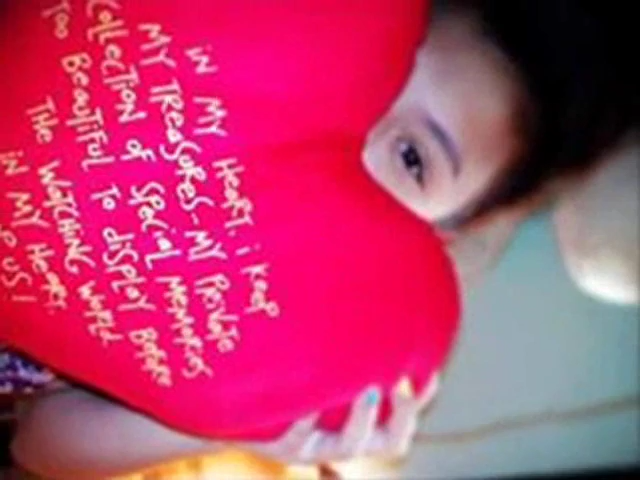 iN MY HeaRT, i KeeP
MY TReasuRes - MY PRiVaTe
COLLeCTiON OF SPeCiaL MeMORieS
TOO BeauTiFuL TO DiSPLaY BeFORe
THe WaTCHiNG WORLD
iN MY HeaRT.
US!